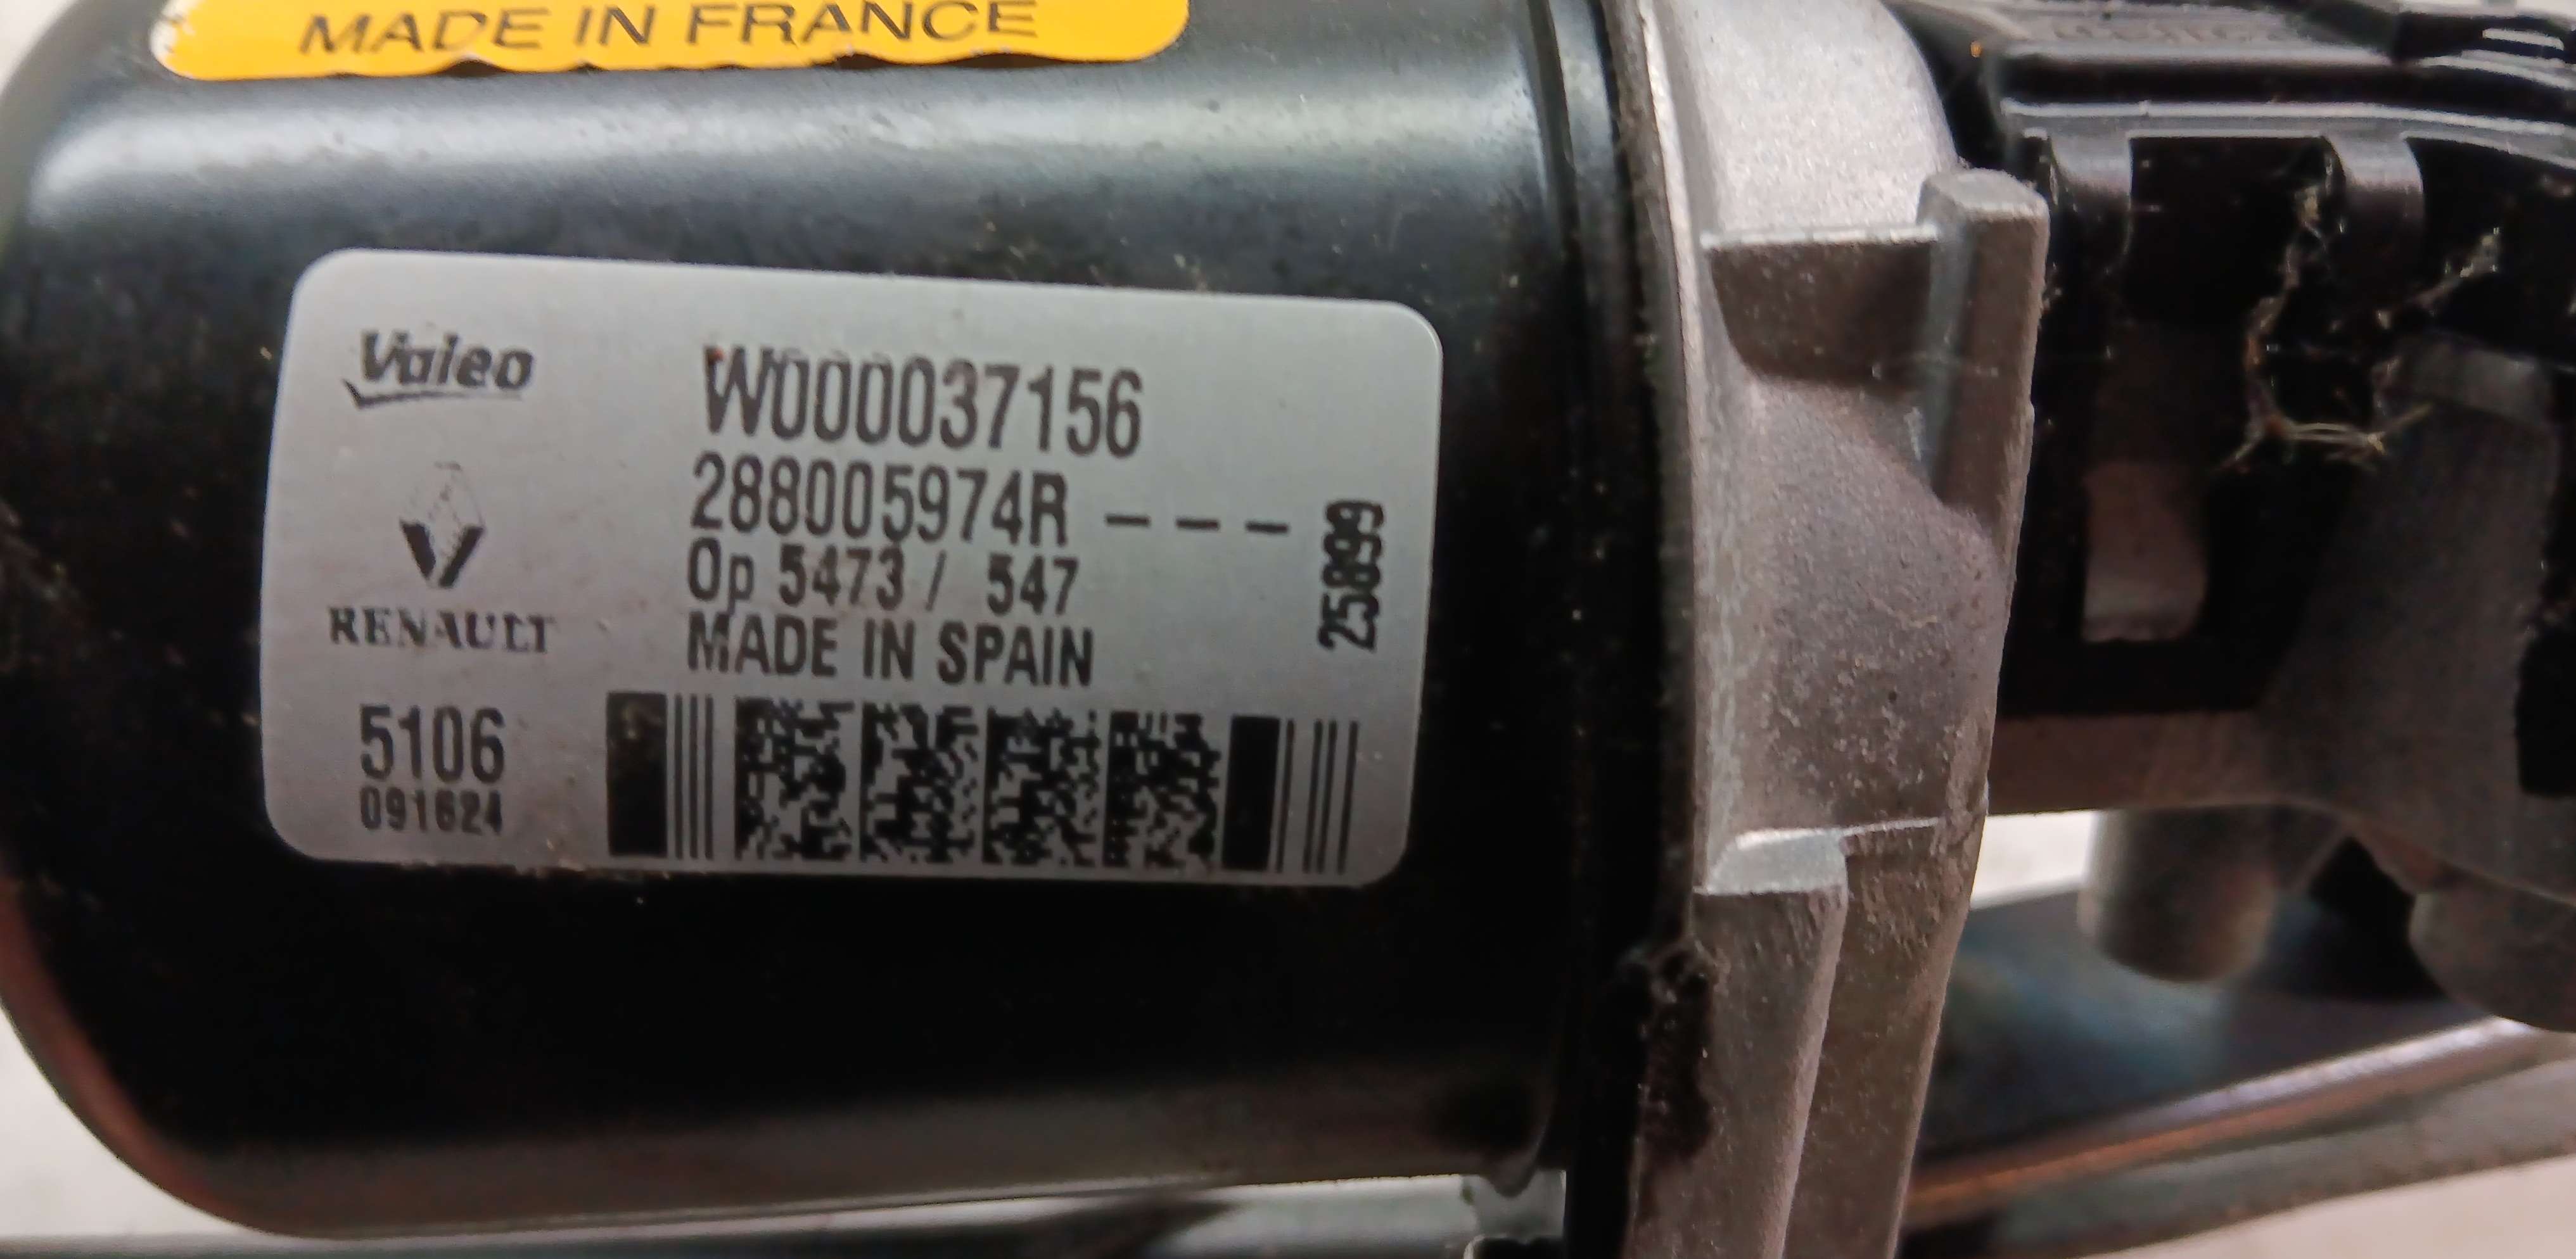 MADE IN FRANCE
Valeo
W000037156
288005974R - - -
Op 5473 / 547
MADE IN SPAIN
25899
RENAULT
5106
091624